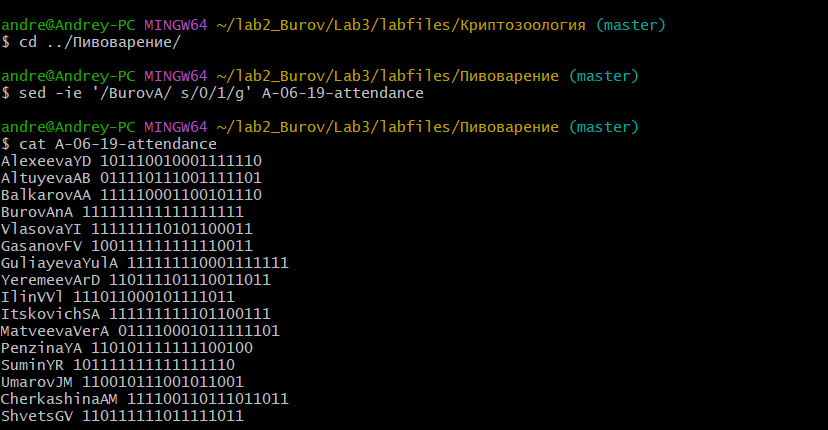 andre@Andrey-PC MINGW64 ~/lab2_Burov/Lab3/labfiles/Криптозоология (master)
$ cd ../Пивоварение/
andre@Andrey-PC MINGW64 ~/lab2_Burov/Lab3/labfiles/Пивоварение (master)
$ sed -ie '/BurovA/ s/0/1/g' A-06-19-attendance
andre@Andrey-PC MINGW64 ~/lab2_Burov/Lab3/labfiles/Пивоварение (master)
$ cat A-06-19-attendance
AlexeevaYD 101110010001111110
AltuyevaAB 011110111001111101
BalkarovAA 111110001100101110
BurovAnA 111111111111111111
VlasovaYI 111111110101100011
GasanovFV 100111111111110011
GuliayevaYulA 111111110001111111
YeremeevArD 110111101110011011
IlinVVl 111011000101111011
ItskovichSA 111111111101100111
MatveevaVerA 011110001011111101
PenzinaYA 110101111111100100
SuminYR 101111111111111110
UmarovJM 110010111001011001
CherkashinaAM 111100111011011011
ShvetsGV 110111111011111011